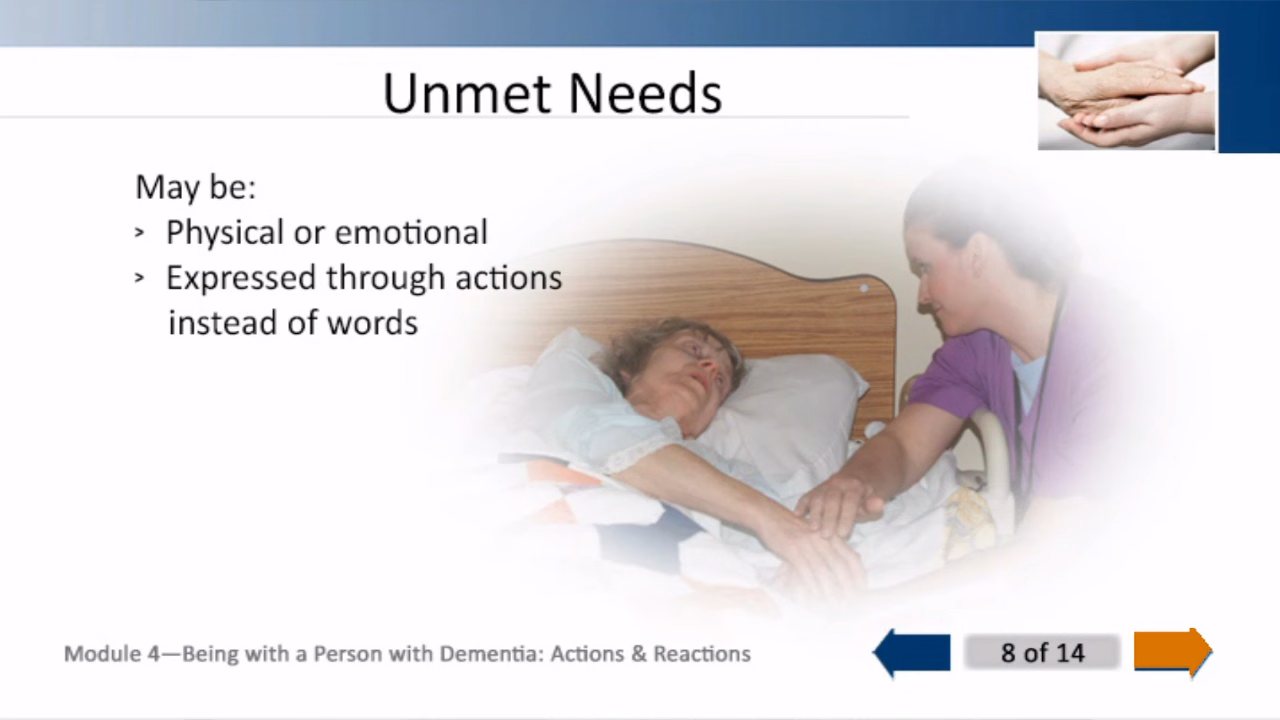 Unmet Needs
May be:
> Physical or emotional
> Expressed through actions
instead of words
Module 4—Being with a Person with Dementia: Actions & Reactions
8 of 14